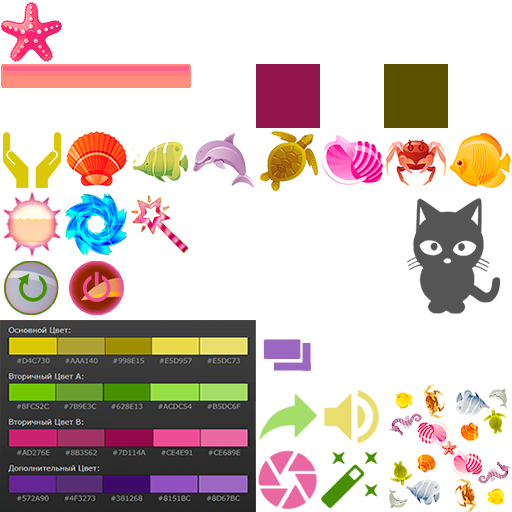 Основной Цвет:
#D4C730 #AAA140 #998E15 #E5D957 #E5DC73
Вторичный Цвет A:
#8FC52C #7B9E3C #628E13 #ACDC54 #B5DC6F
Вторичный Цвет B:
#AD276E #8B3562 #7D114A #CE4E91 #CE689E
Дополнительный Цвет:
#572A90 #4F3273 #381268 #8151BC #8D67BC